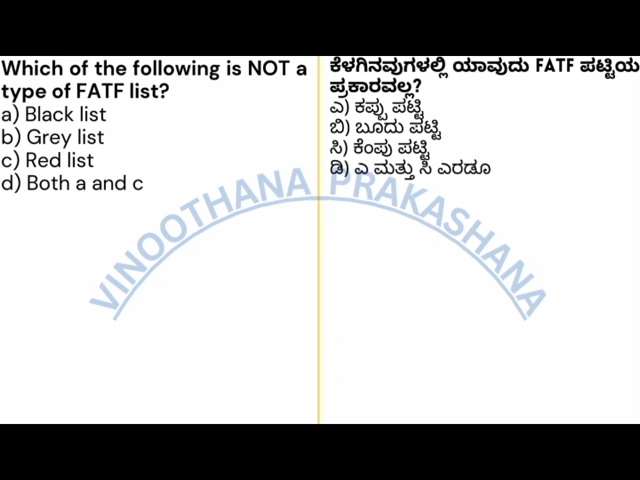 Which of the following is NOT a
type of FATF list?
a) Black list
b) Grey list
c) Red list
d) Both a and c
ಕೆಳಗಿನವುಗಳಲ್ಲಿ ಯಾವುದು FATF ಪಟ್ಟಿಯ
ಪ್ರಕಾರವಲ್ಲ?
ಎ) ಕಪ್ಪು ಪಟ್ಟಿ
ಬಿ) ಬೂದು ಪಟ್ಟಿ
ಸಿ) ಕೆಂಪು ಪಟ್ಟಿ
ಡಿ) ಎ ಮತ್ತು ಸಿ ಎರಡೂ
VINOOTHANA PRAKASHANA